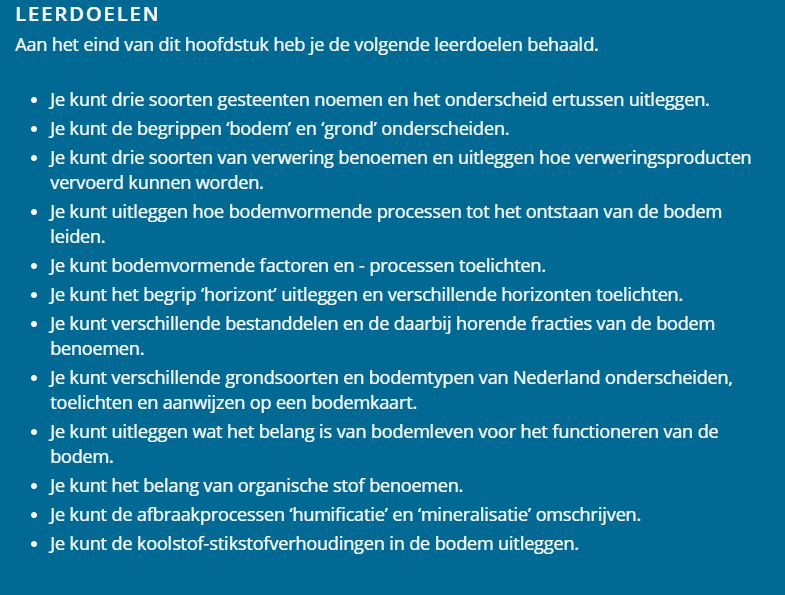 LEERDOELEN
Aan het eind van dit hoofdstuk heb je de volgende leerdoelen behaald.
• Je kunt drie soorten gesteenten noemen en het onderscheid ertussen uitleggen.
• Je kunt de begrippen ‘bodem’ en ‘grond’ onderscheiden.
• Je kunt drie soorten van verwering benoemen en uitleggen hoe verweringsproducten
vervoerd kunnen worden.
• Je kunt uitleggen hoe bodemvormende processen tot het ontstaan van de bodem
leiden.
• Je kunt bodemvormende factoren en - processen toelichten.
• Je kunt het begrip ‘horizont’ uitleggen en verschillende horizonten toelichten.
• Je kunt verschillende bestanddelen en de daarbij horende fracties van de bodem
benoemen.
• Je kunt verschillende grondsoorten en bodemtypen van Nederland onderscheiden,
toelichten en aanwijzen op een bodemkaart.
• Je kunt uitleggen wat het belang is van bodemleven voor het functioneren van de
bodem.
• Je kunt het belang van organische stof benoemen.
• Je kunt de afbraakprocessen ‘humificatie’ en ‘mineralisatie’ omschrijven.
• Je kunt de koolstof-stikstofverhoudingen in de bodem uitleggen.